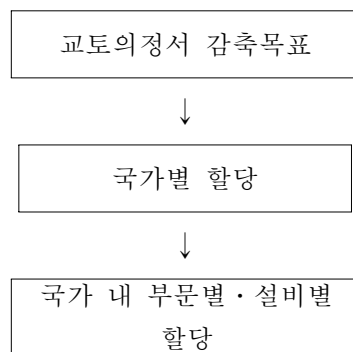 교토의정서 감축목표
↓
국가별 할당
↓
국가 내 부문별·설비별
할당